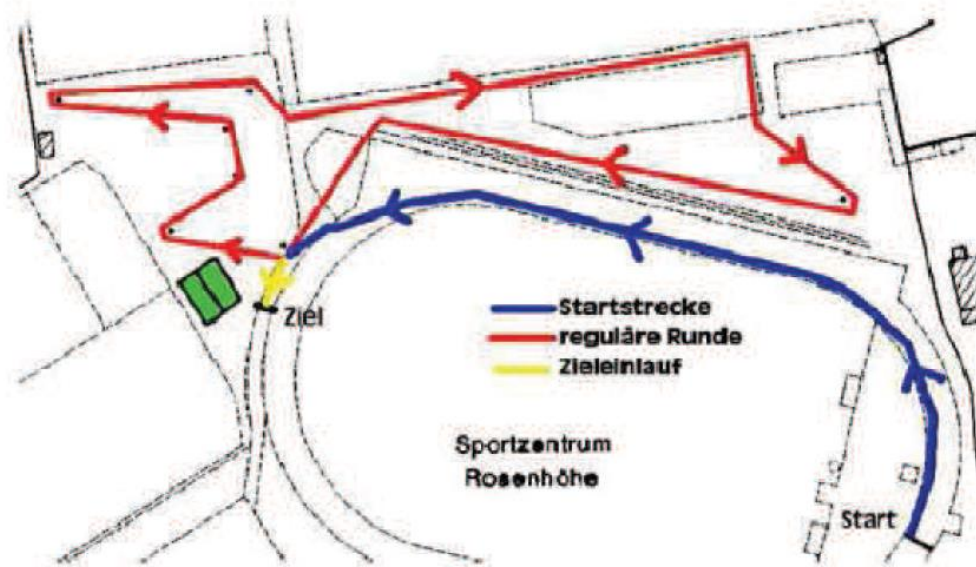 Ziel
Startstrecke
reguläre Runde
Zieleinlauf
Sportzentrum
Rosenhöhe
Start